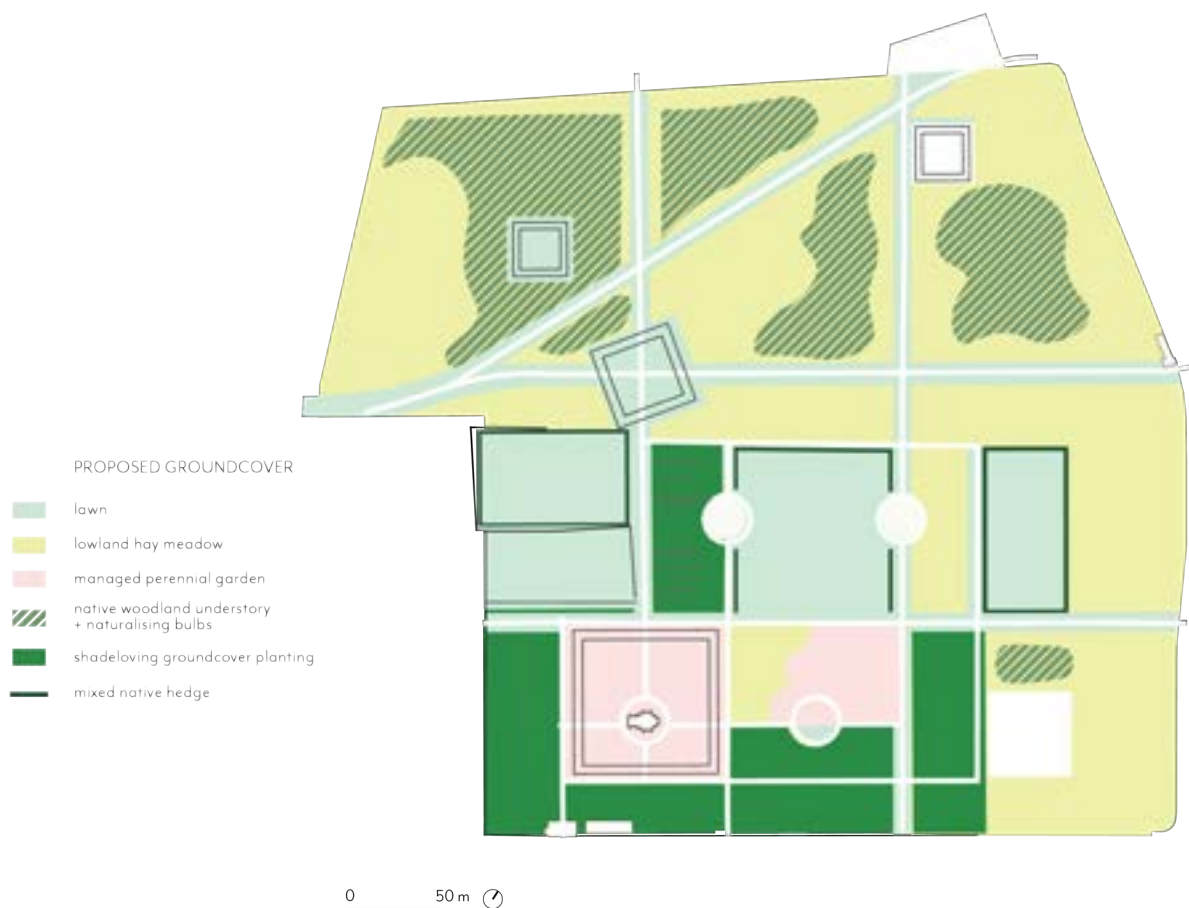 PROPOSED GROUNDCOVER
lawn
lowland hay meadow
managed perennial garden
native woodland understory
+ naturalising bulbs
shadeloving groundcover planting
mixed native hedge
0 50 m